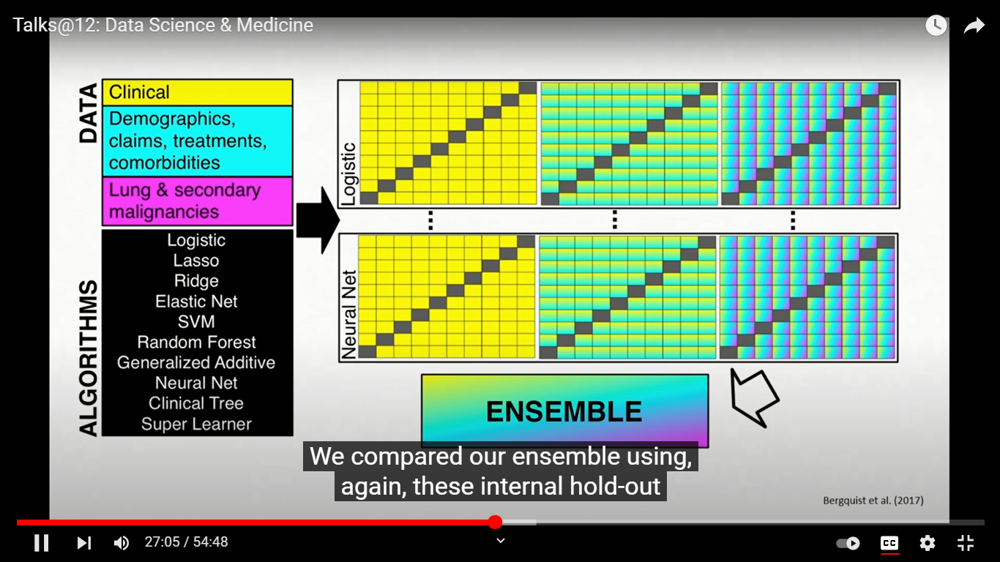 Talks@12: Data Science & Medicine
DATA
Clinical
Demographics,
claims, treatments,
comorbidities
Lung & secondary
malignancies
ALGORITHMS
Logistic
Lasso
Ridge
Elastic Net
SVM
Random Forest
Generalized Additive
Neural Net
Clinical Tree
Super Learner
Logistic
Neural Net
ENSEMBLE
We compared our ensemble using,
again, these internal hold-out
Bergquist et al. (2017)
27:05 / 54:48
CC